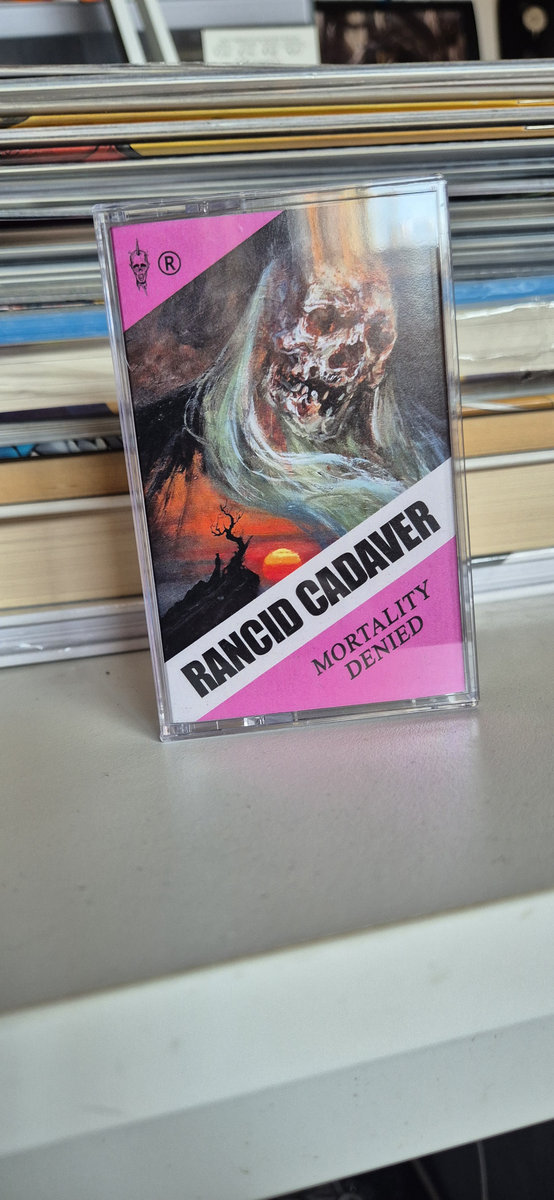 ®
RANCID CADAVER
MORTALITY
DENIED